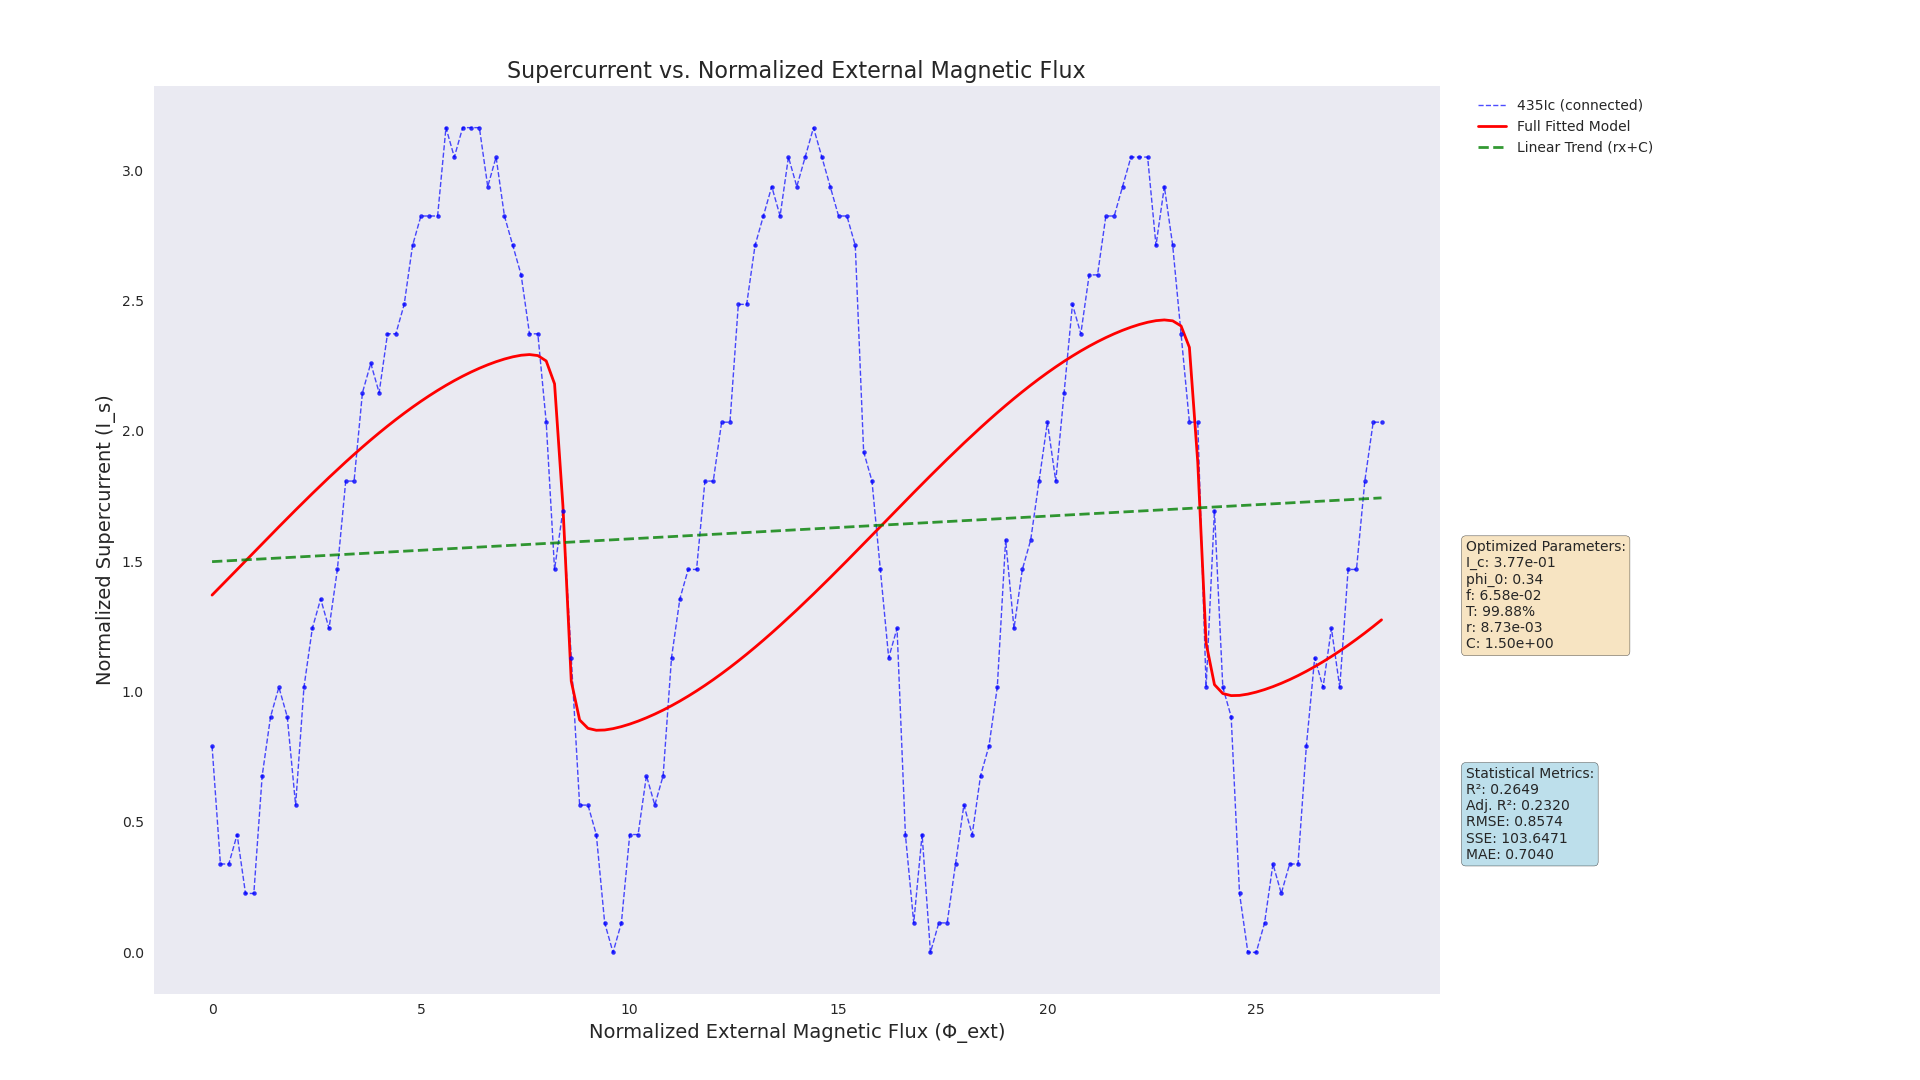 Supercurrent vs. Normalized External Magnetic Flux
435Ic (connected)
Full Fitted Model
Linear Trend (rx+C)
Normalized Supercurrent (I_s)
3.0
2.5
2.0
1.5
1.0
0.5
0.0
0 5 10 15 20 25
Normalized External Magnetic Flux (Φ_ext)
Optimized Parameters:
I_c: 3.77e-01
phi_0: 0.34
f: 6.58e-02
T: 99.88%
r: 8.73e-03
C: 1.50e+00
Statistical Metrics:
R²: 0.2649
Adj. R²: 0.2320
RMSE: 0.8574
SSE: 103.6471
MAE: 0.7040